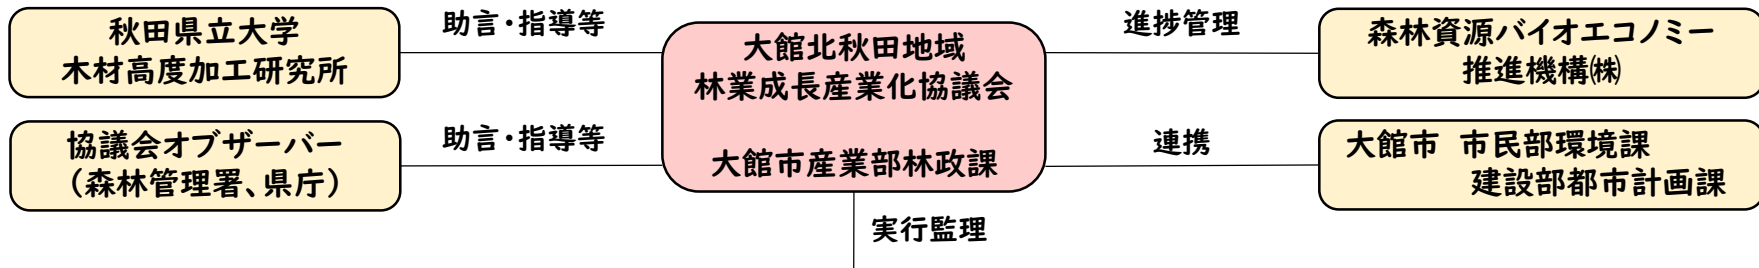 秋田県立大学
木材高度加工研究所
助言・指導等
大館北秋田地域
林業成長産業化協議会
大館市産業部林政課
進捗管理
森林資源バイオエコノミー
推進機構㈱
協議会オブザーバー
（森林管理署、県庁）
助言・指導等
連携
大館市　市民部環境課
建設部都市計画課
実行監理